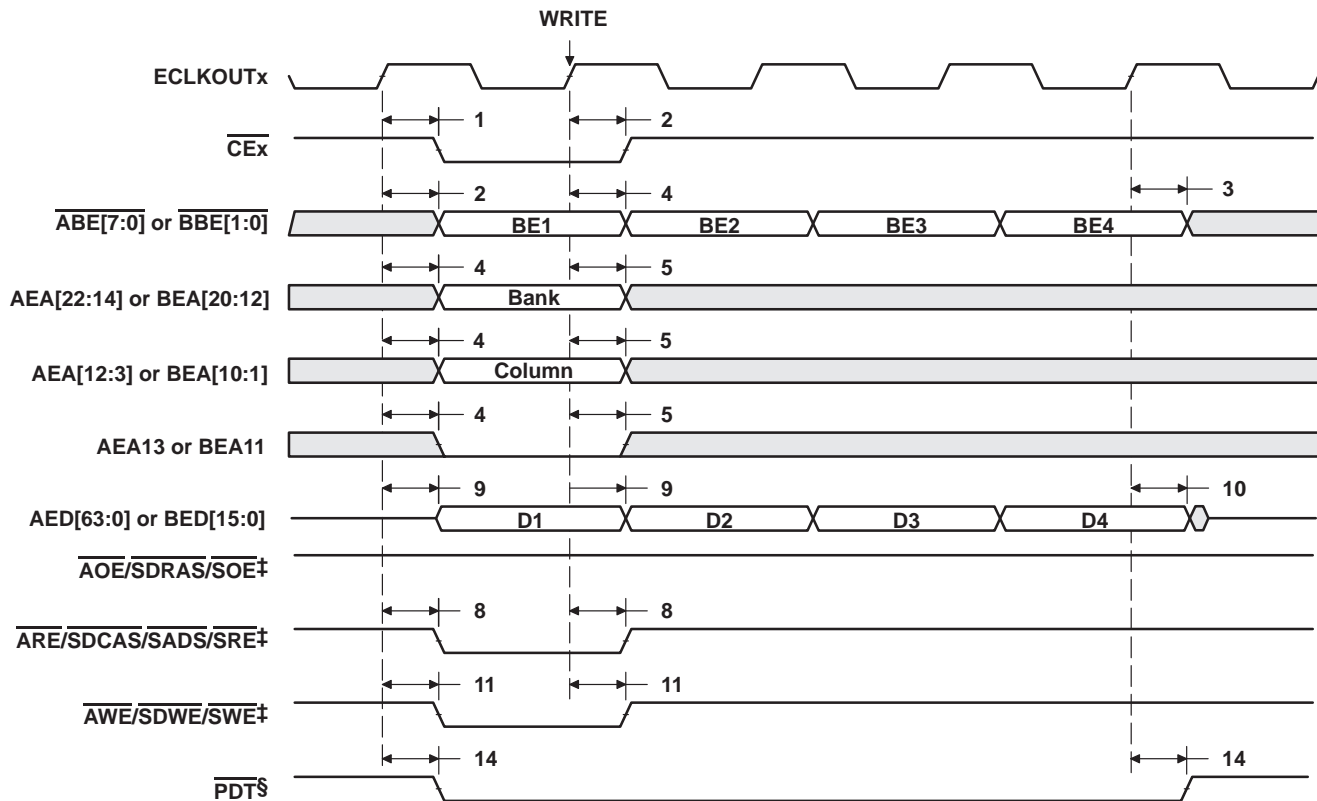 WRITE
ECLKOUTx
1 2
CEx
2 4 3
ABE[7:0] or BBE[1:0] BE1 BE2 BE3 BE4
4 5
AEA[22:14] or BEA[20:12] Bank
4 5
AEA[12:3] or BEA[10:1] Column
4 5
AEA13 or BEA11
9 9 10
AED[63:0] or BED[15:0] D1 D2 D3 D4
AOE/SDRAS/SOE‡
8 8
ARE/SDCAS/SADS/SRE‡
11 11
AWE/SDWE/SWE‡
14 14
PDT§